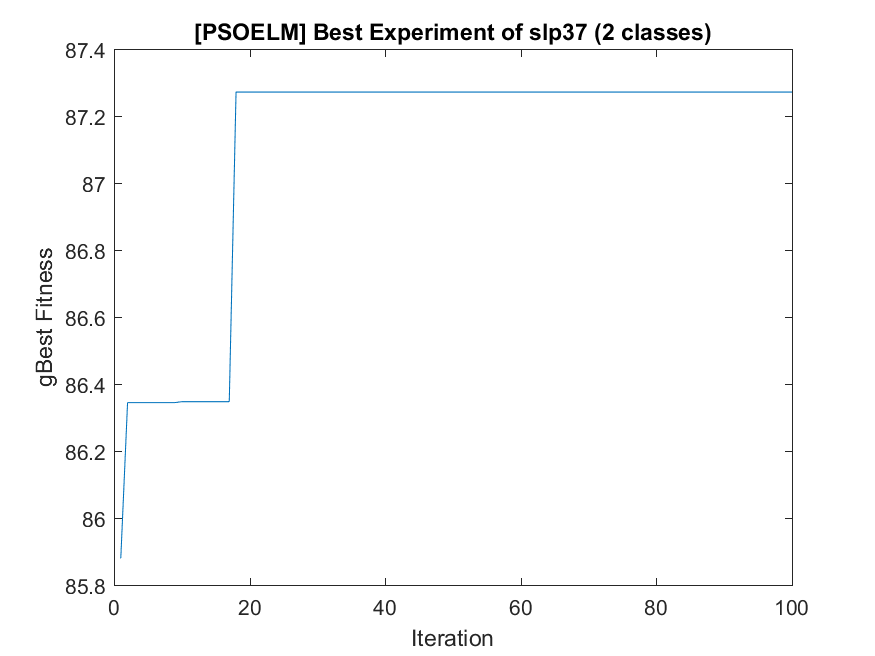 [PSOELM] Best Experiment of slp37 (2 classes)
87.4
87.2
87
86.8
86.6
86.4
86.2
86
85.8
gBest Fitness
0 20 40 60 80 100
Iteration